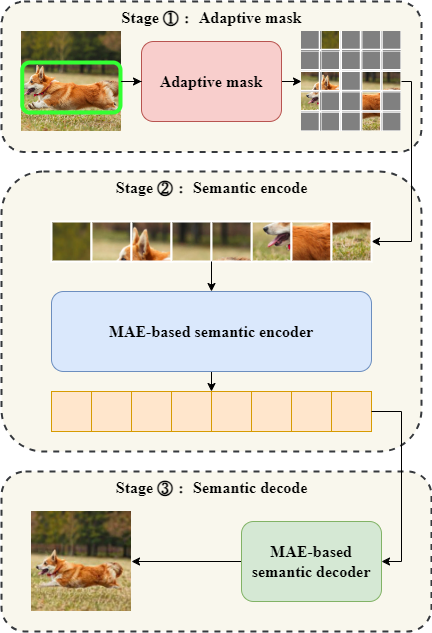 Stage ①： Adaptive mask
Adaptive mask
Stage ②： Semantic encode
MAE-based semantic encoder
Stage ③： Semantic decode
MAE-based
semantic decoder